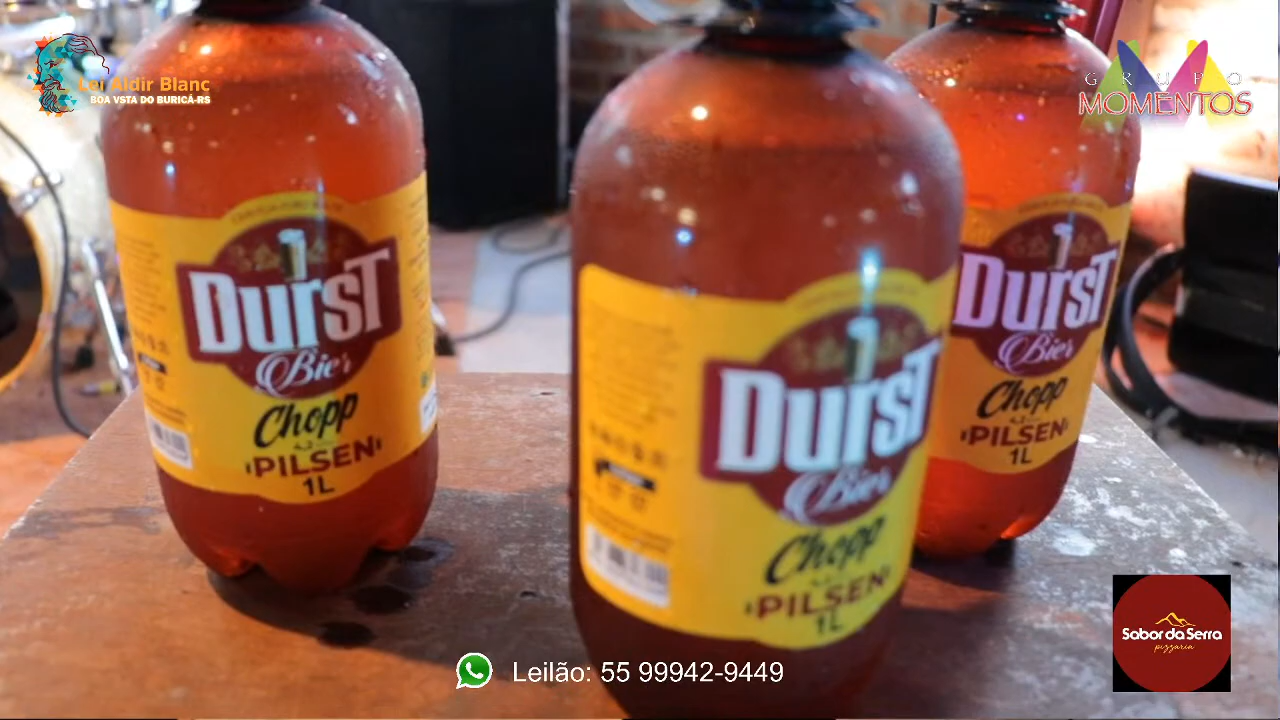 Lei Aldir Blanc
BOA VSTA DO BURICÁ-RS
GRUPO
MOMENTOS
DursT
Bier
Chopp
PILSEN
1L
DursT
Bier
Chopp
PILSEN
1L
DursT
Bier
Chopp
PILSEN
1L
Leilão: 55 99942-9449
Sabor da Serra
pizzaria